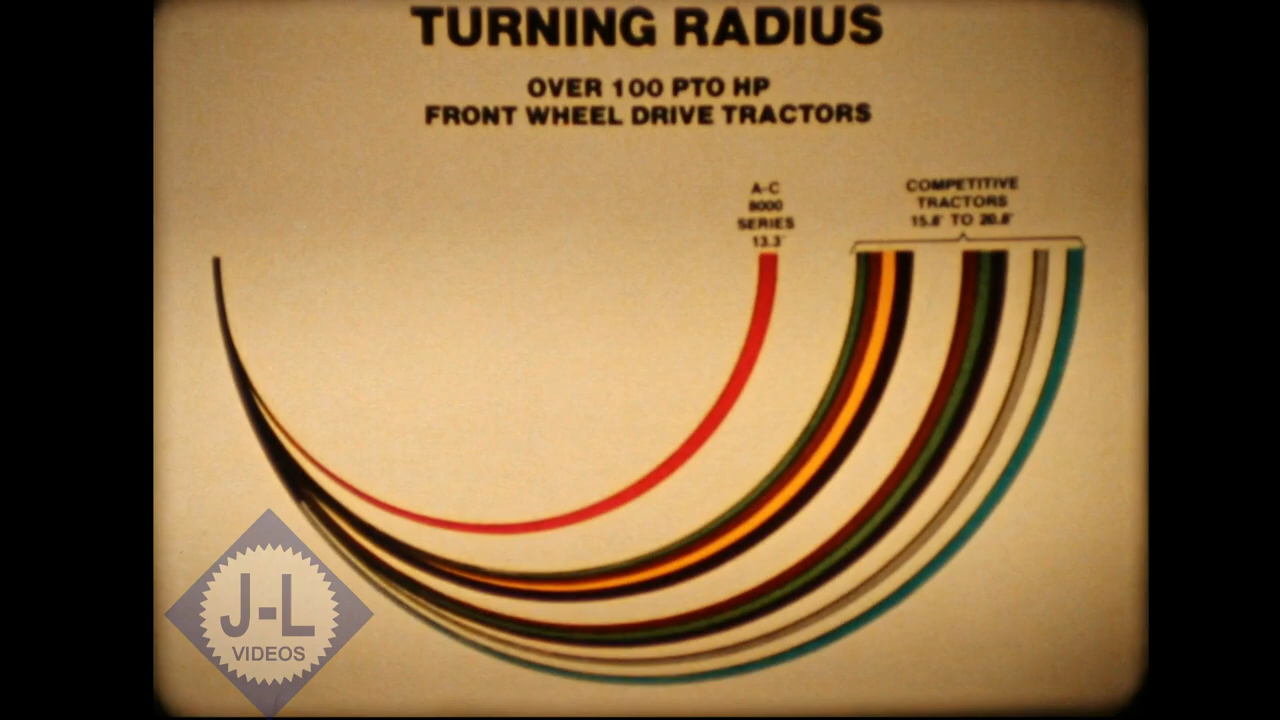 TURNING RADIUS
OVER 100 PTO HP
FRONT WHEEL DRIVE TRACTORS
A-C
8000
SERIES
13.3'
COMPETITIVE
TRACTORS
15.8' TO 20.8'
J-L
VIDEOS